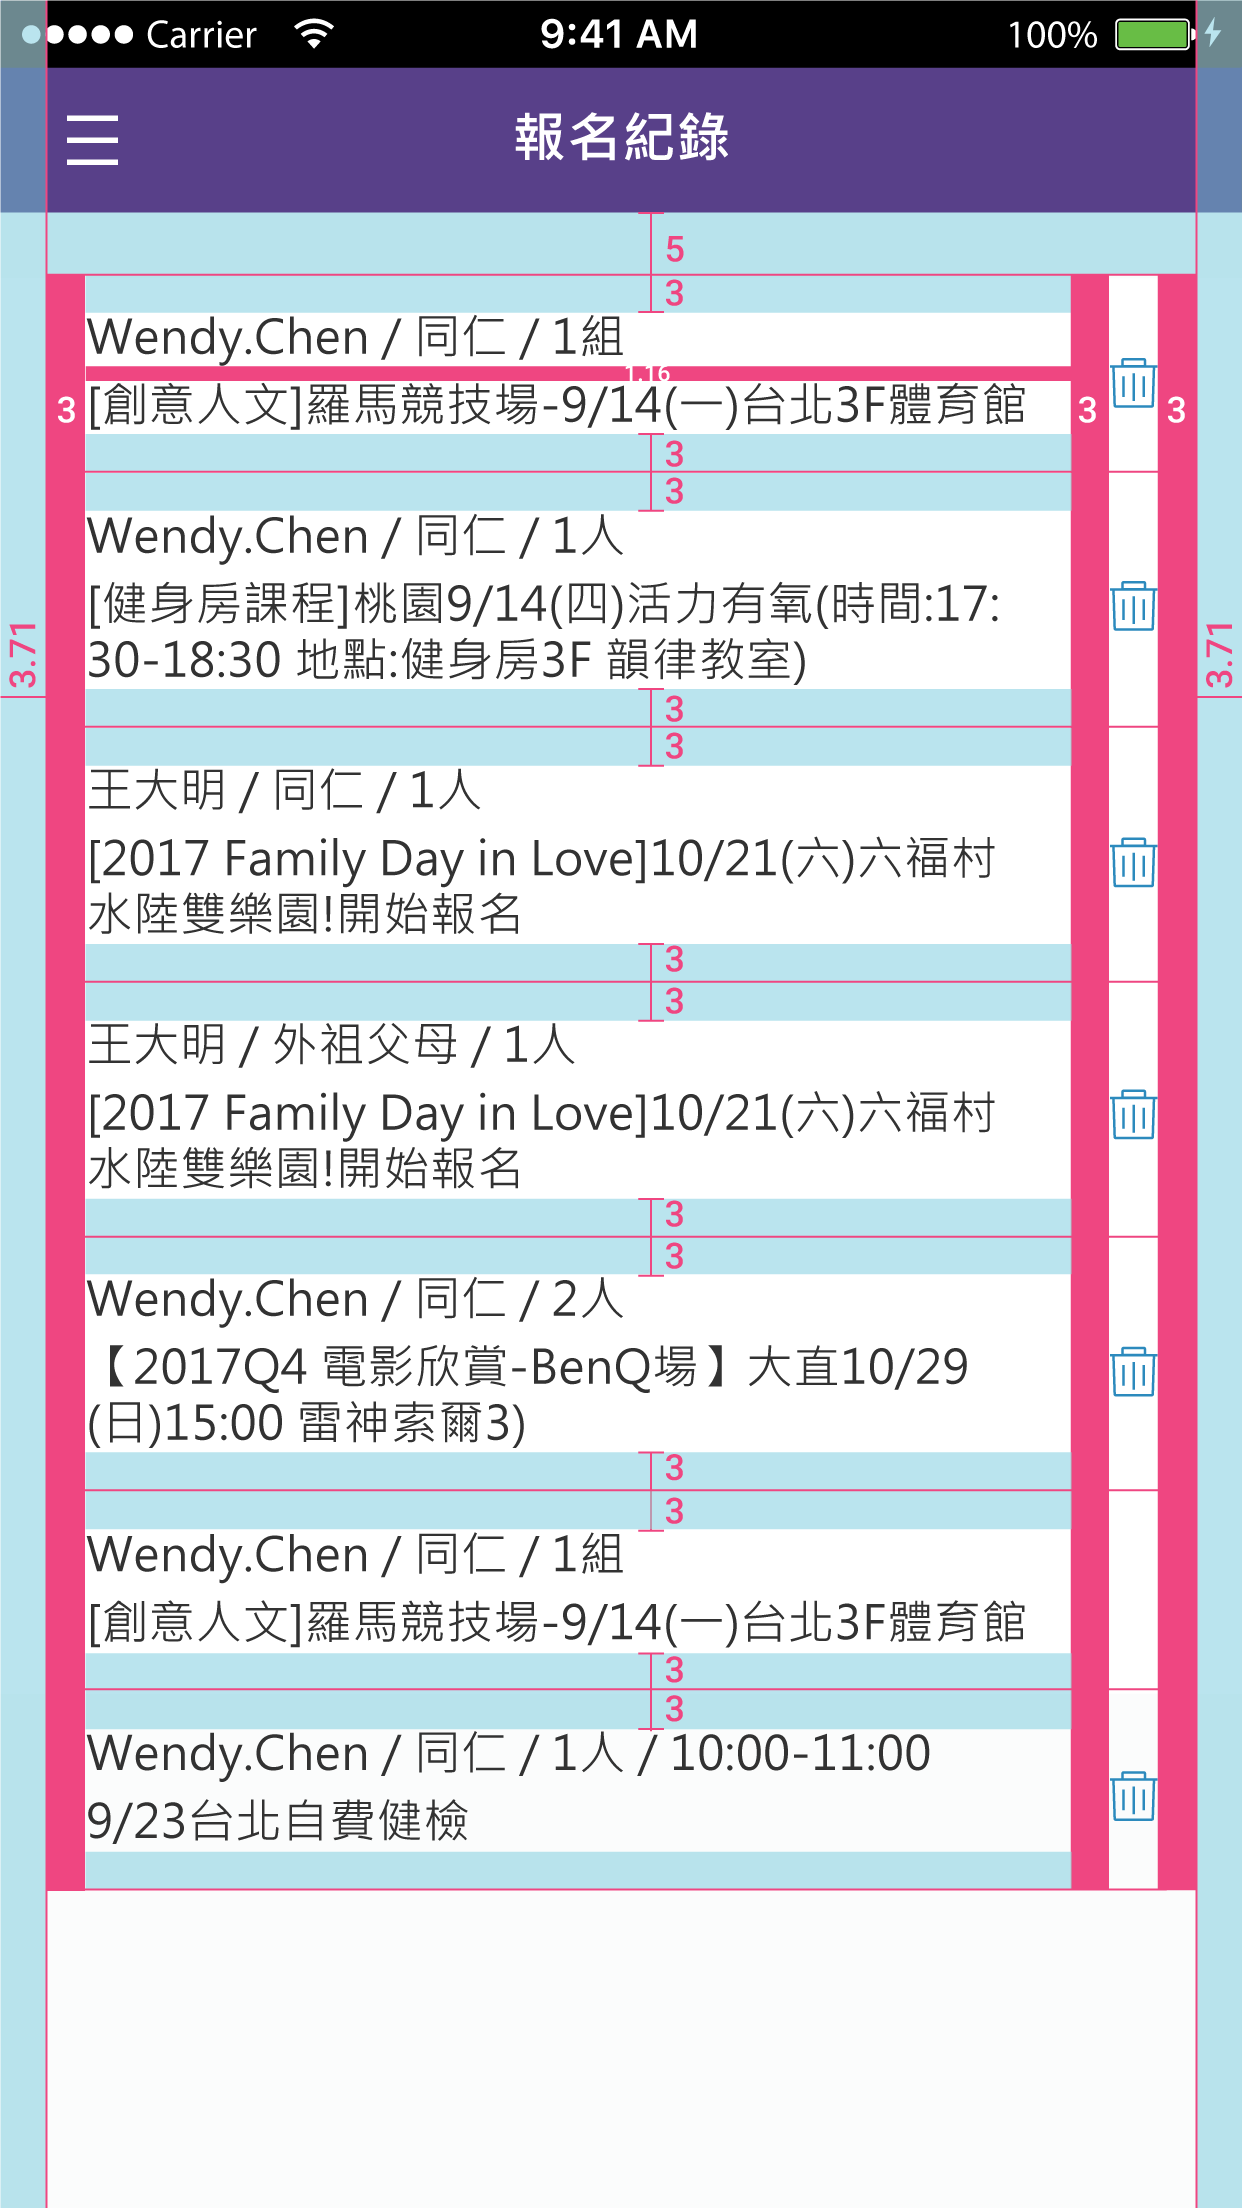 Carrier 9:41 AM 100%
報名紀錄
5
3
Wendy.Chen / 同仁 / 1組
1.16
3 [創意人文]羅馬競技場-9/14(一)台北3F體育館 3 3
3
3
Wendy.Chen / 同仁 / 1人
[健身房課程]桃園9/14(四)活力有氧(時間:17:
30-18:30 地點:健身房3F 韻律教室)
3.71 3.71
3
3
王大明 / 同仁 / 1人
[2017 Family Day in Love]10/21(六)六福村
水陸雙樂園!開始報名
3
3
王大明 / 外祖父母 / 1人
[2017 Family Day in Love]10/21(六)六福村
水陸雙樂園!開始報名
3
3
Wendy.Chen / 同仁 / 2人
【2017Q4 電影欣賞-BenQ場】大直10/29
(日)15:00 雷神索爾3)
3
3
Wendy.Chen / 同仁 / 1組
[創意人文]羅馬競技場-9/14(一)台北3F體育館
3
3
Wendy.Chen / 同仁 / 1人 / 10:00-11:00
9/23台北自費健檢